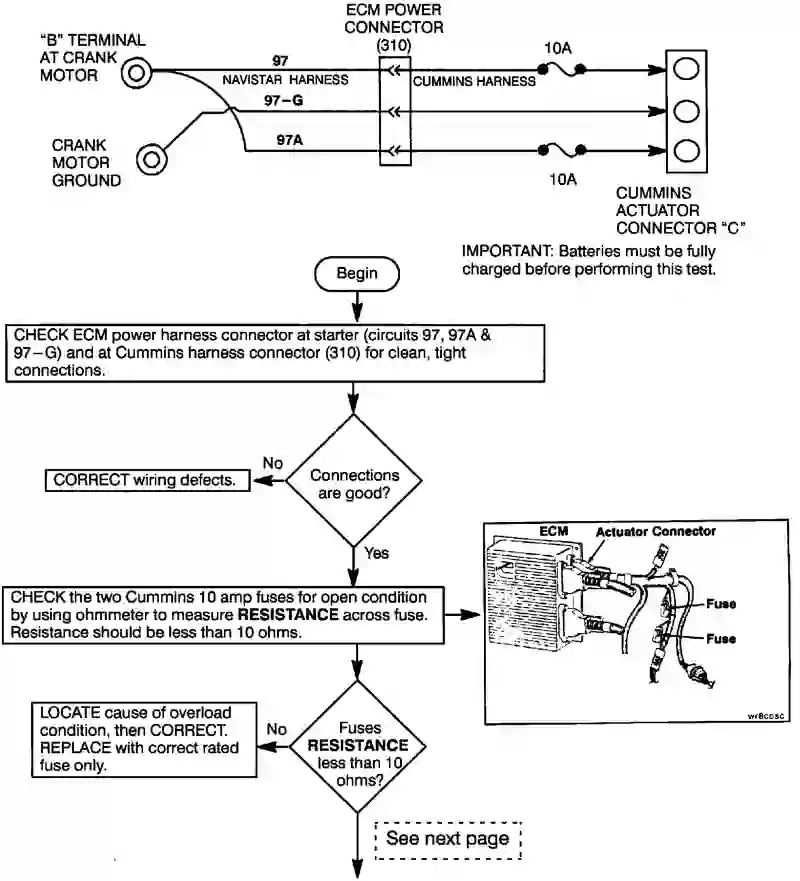 ECM POWER
CONNECTOR
(310)
"B" TERMINAL
AT CRANK
MOTOR
97
NAVISTAR HARNESS
CUMMINS HARNESS
10A
97-G
97A
10A
CRANK
MOTOR
GROUND
CUMMINS
ACTUATOR
CONNECTOR "C"
IMPORTANT: Batteries must be fully
charged before performing this test.
Begin
CHECK ECM power harness connector at starter (circuits 97, 97A &
97-G) and at Cummins harness connector (310) for clean, tight
connections.
Connections
are good?
No
CORRECT wiring defects.
Yes
CHECK the two Cummins 10 amp fuses for open condition
by using ohmmeter to measure RESISTANCE across fuse.
Resistance should be less than 10 ohms.
ECM
Actuator Connector
Fuse
Fuse
Fuses
RESISTANCE
less than 10
ohms?
No
LOCATE cause of overload
condition, then CORRECT.
REPLACE with correct rated
fuse only.
See next page